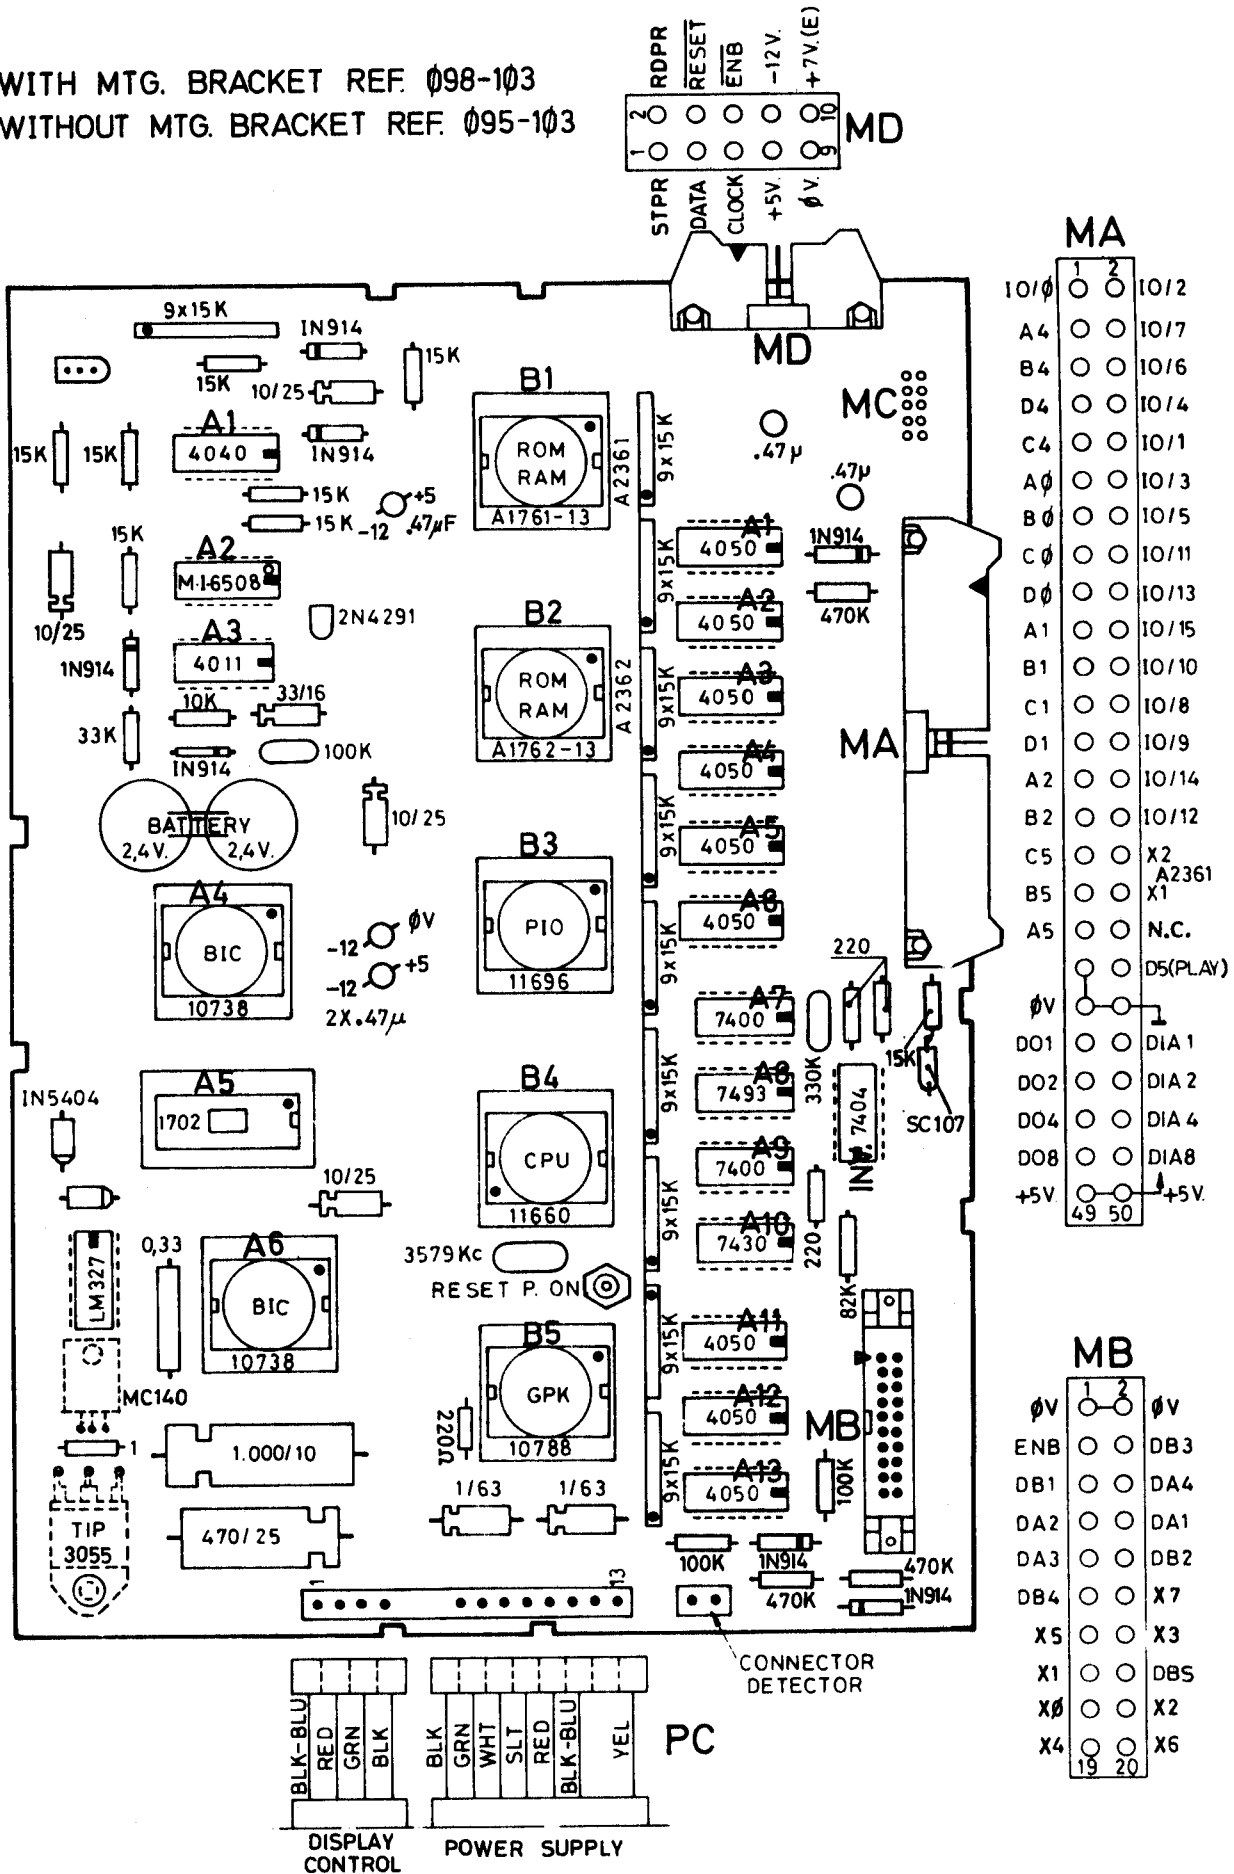 WITH MTG. BRACKET REF. Ø98-1Ø3
WITHOUT MTG. BRACKET REF. Ø95-1Ø3
RDPR RESET ENB -12V. +7V.(E)
2 10
1 9
MD
STPR DATA CLOCK +5V. ØV.
MD
MC
.47µ
.47µ
9x15K
IN914
15K
15K
10/25
IN914
A1
4040
15K
15K
15K
15K
+5
-12 .47µF
15K
A2
M-I-6508
10/25
2N4291
A3
4011
1N914
10K
33/16
33K
IN914
100K
BATTERY
2,4V. 2,4V.
10/25
A4
BIC
10738
ØV
-12
+5
-12
2X.47µ
IN5404
A5
1702
10/25
LM327
0,33
A6
BIC
10738
MC140
1
1.000/10
TIP
3055
470/25
B1
ROM
RAM
A1761-13
A2361
B2
ROM
RAM
A1762-13
A2362
B3
PIO
11696
B4
CPU
11660
3579Kc
RESET P. ON
B5
GPK
10788
220Ω
1/63
1/63
9x15K
9x15K
9x15K
9x15K
9x15K
9x15K
9x15K
9x15K
9x15K
A1
4050
A2
4050
A3
4050
A4
4050
A5
4050
A6
4050
A7
7400
A8
7493
A9
7400
A10
7430
A11
4050
A12
4050
A13
4050
1N914
470K
MA
220
330K
15K
SC107
INV. 7404
220
82K
MB
100K
100K
1N914
470K
470K
1N914
1 13
CONNECTOR
DETECTOR
BLK-BLU RED GRN BLK
BLK GRN WHT SLT RED BLK-BLU YEL
PC
DISPLAY
CONTROL
POWER SUPPLY
MA
1 2
IO/Ø IO/2
A4 IO/7
B4 IO/6
D4 IO/4
C4 IO/1
AØ IO/3
BØ IO/5
CØ IO/11
DØ IO/13
A1 IO/15
B1 IO/10
C1 IO/8
D1 IO/9
A2 IO/14
B2 IO/12
C5 X2
A2361
B5 X1
A5 N.C.
D5(PLAY)
ØV
DO1 DIA1
DO2 DIA2
DO4 DIA4
DO8 DIA8
+5V. +5V.
49 50
MB
1 2
ØV ØV
ENB DB3
DB1 DA4
DA2 DA1
DA3 DB2
DB4 X7
X5 X3
X1 DBS
XØ X2
X4 X6
19 20